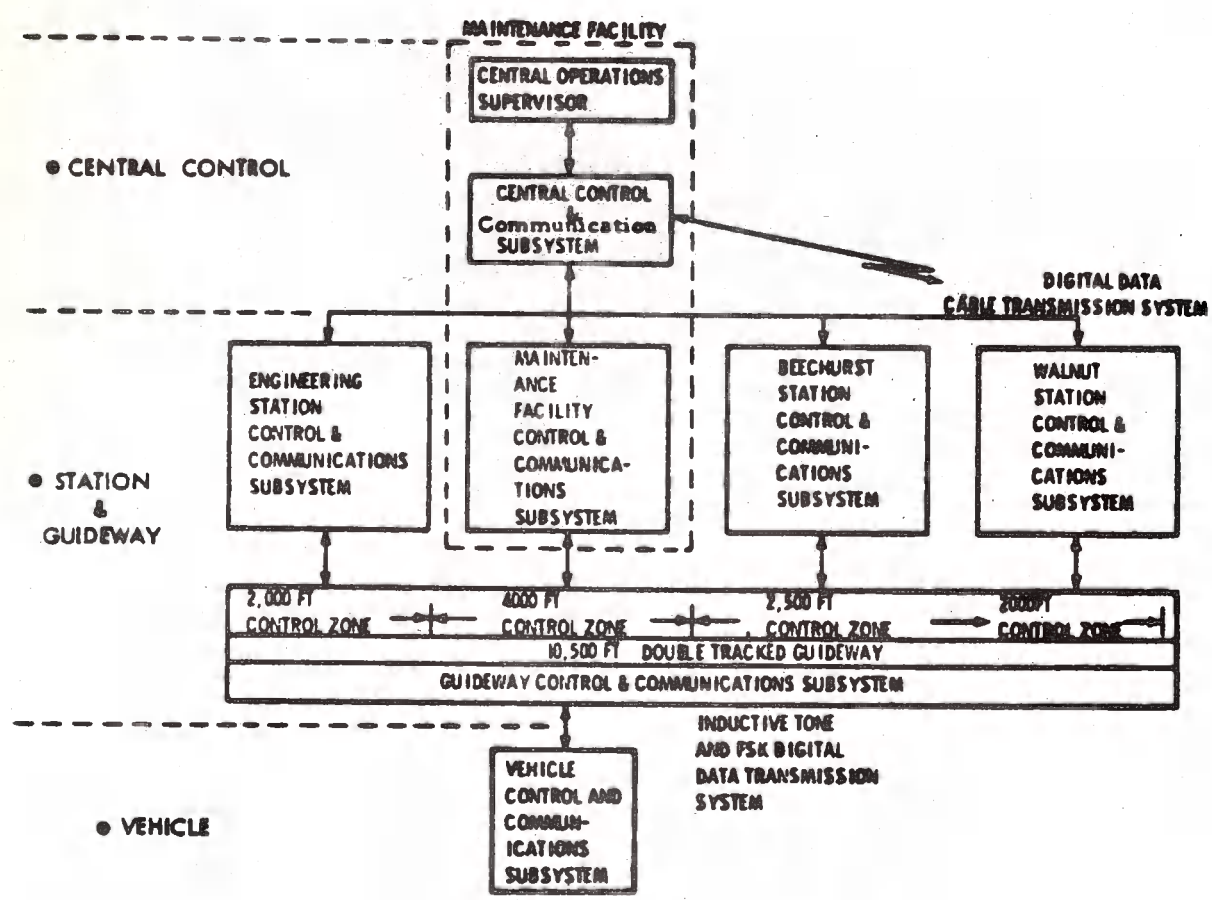 MAINTENANCE FACILITY
CENTRAL OPERATIONS
SUPERVISOR
● CENTRAL CONTROL
CENTRAL CONTROL
&
Communication
SUBSYSTEM
DIGITAL DATA
CABLE TRANSMISSION SYSTEM
ENGINEERING
STATION
CONTROL &
COMMUNICATIONS
SUBSYSTEM
MAINTEN-
ANCE
FACILITY
CONTROL &
COMMUNICA-
TIONS
SUBSYSTEM
BEECHURST
STATION
CONTROL &
COMMUNI-
CATIONS
SUBSYSTEM
WALNUT
STATION
CONTROL &
COMMUNI-
CATIONS
SUBSYSTEM
● STATION
&
GUIDEWAY
2,000 FT
CONTROL ZONE
4000 FT
CONTROL ZONE
2,500 FT
CONTROL ZONE
2000FT
CONTROL ZONE
10,500 FT DOUBLE TRACKED GUIDEWAY
GUIDEWAY CONTROL & COMMUNICATIONS SUBSYSTEM
INDUCTIVE TONE
AND FSK DIGITAL
DATA TRANSMISSION
SYSTEM
● VEHICLE
VEHICLE
CONTROL AND
COMMUN-
ICATIONS
SUBSYSTEM